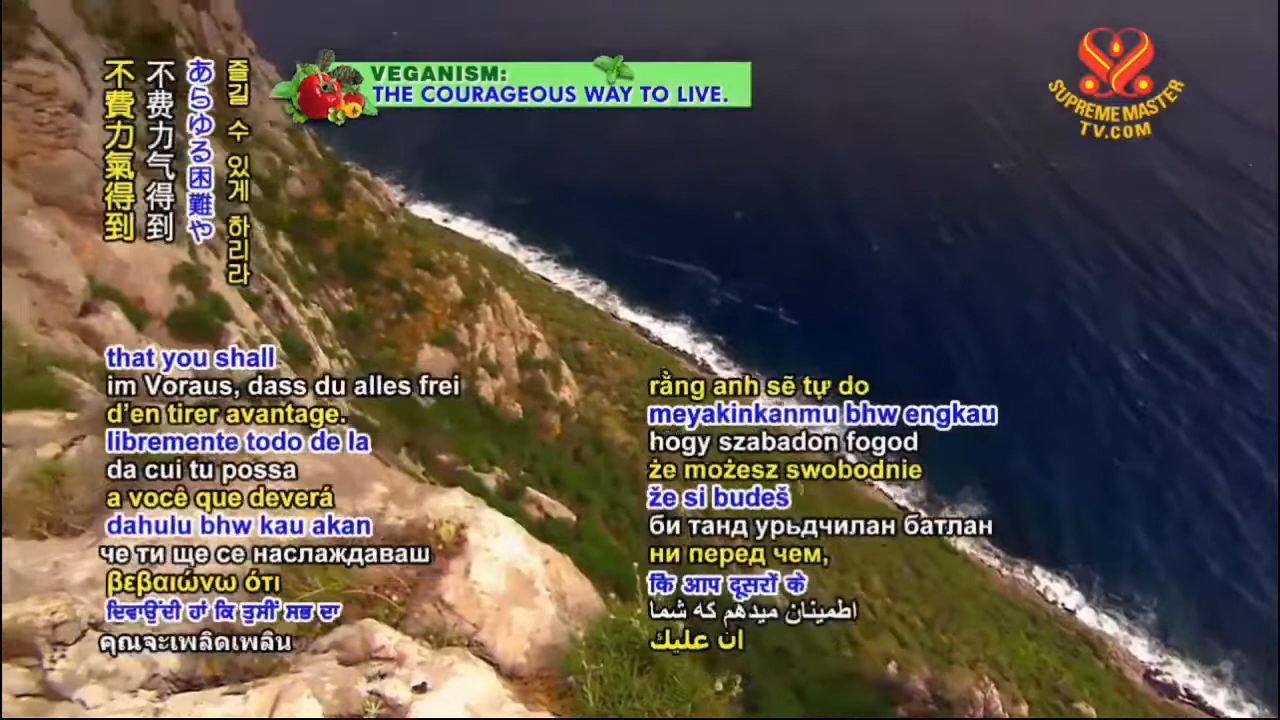 VEGANISM:
THE COURAGEOUS WAY TO LIVE.
SUPREME MASTER
TV.COM
즐길 수 있게 하리라
あらゆる困難や
不费力气得到
不費力氣得到
that you shall
im Voraus, dass du alles frei
d'en tirer avantage.
libremente todo de la
da cui tu possa
a você que deverá
dahulu bhw kau akan
че ти ще се наслаждаваш
βεβαιώνω ότι
ਦਿਵਾਉਂਦੀ ਹਾਂ ਕਿ ਤੁਸੀਂ ਸਭ ਦਾ
คุณจะเพลิดเพลิน
rằng anh sẽ tự do
meyakinkanmu bhw engkau
hogy szabadon fogod
że możesz swobodnie
že si budeš
би танд урьдчилан батлан
ни перед чем,
कि आप दूसरों के
اطمینان میدهم که شما
ان عليك